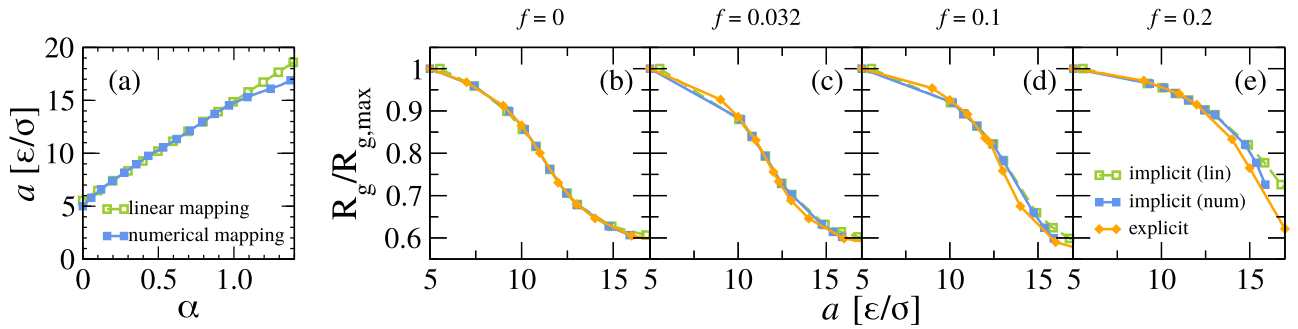 f = 0
f = 0.032
f = 0.1
f = 0.2
20
15
10
5
0
a [ε/σ]
(a)
linear mapping
numerical mapping
0
0.5
1.0
α
R_g/R_g,max
1
0.9
0.8
0.7
0.6
(b)
(c)
(d)
(e)
implicit (lin)
implicit (num)
explicit
5
10
15
5
10
15
5
10
15
5
10
15
a [ε/σ]